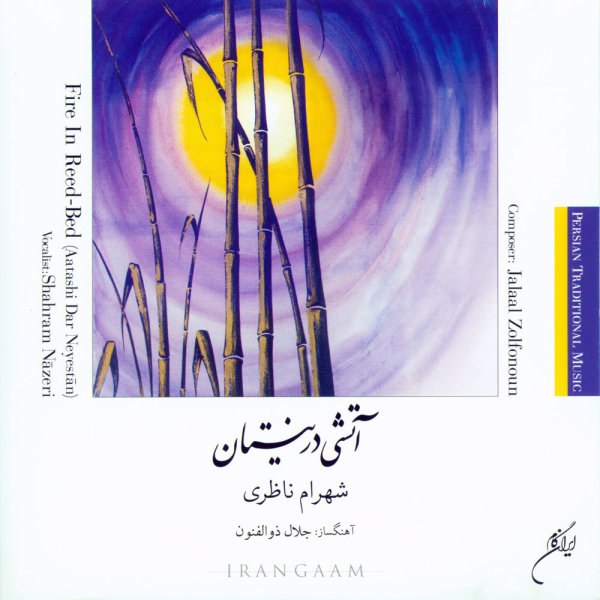 Fire In Reed-Bed (Aatashi Dar Neyestān)
Vocalist: Shahram Nāzeri
Composer: Jalaal Zolfonoun
PERSIAN TRADITIONAL MUSIC
آتشی در نیستان
شهرام ناظری
آهنگساز: جلال ذوالفنون
IRANGAAM
ایران گام